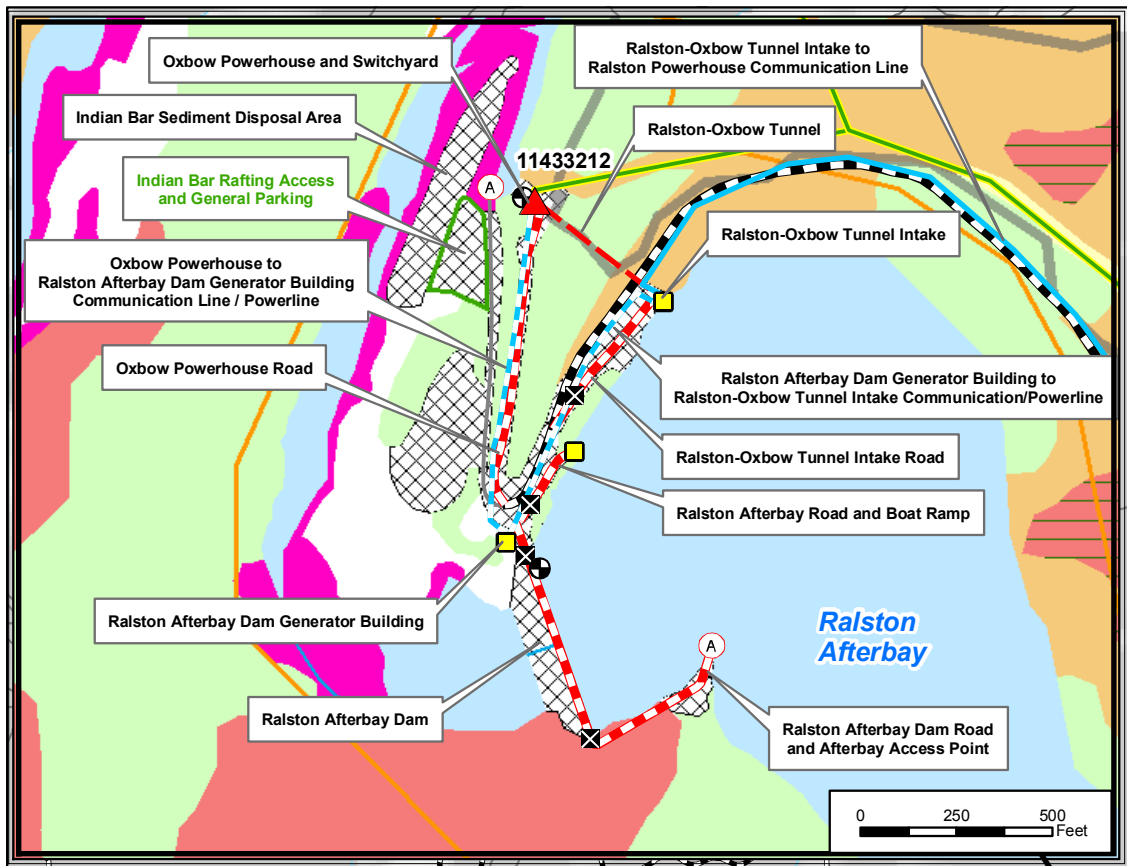 Oxbow Powerhouse and Switchyard
Ralston-Oxbow Tunnel Intake to
Ralston Powerhouse Communication Line
Indian Bar Sediment Disposal Area
Ralston-Oxbow Tunnel
11433212
A
Indian Bar Rafting Access
and General Parking
Ralston-Oxbow Tunnel Intake
Oxbow Powerhouse to
Ralston Afterbay Dam Generator Building
Communication Line / Powerline
Oxbow Powerhouse Road
Ralston Afterbay Dam Generator Building to
Ralston-Oxbow Tunnel Intake Communication/Powerline
Ralston-Oxbow Tunnel Intake Road
Ralston Afterbay Road and Boat Ramp
Ralston Afterbay Dam Generator Building
Ralston
Afterbay
A
Ralston Afterbay Dam
Ralston Afterbay Dam Road
and Afterbay Access Point
0 250 500
Feet